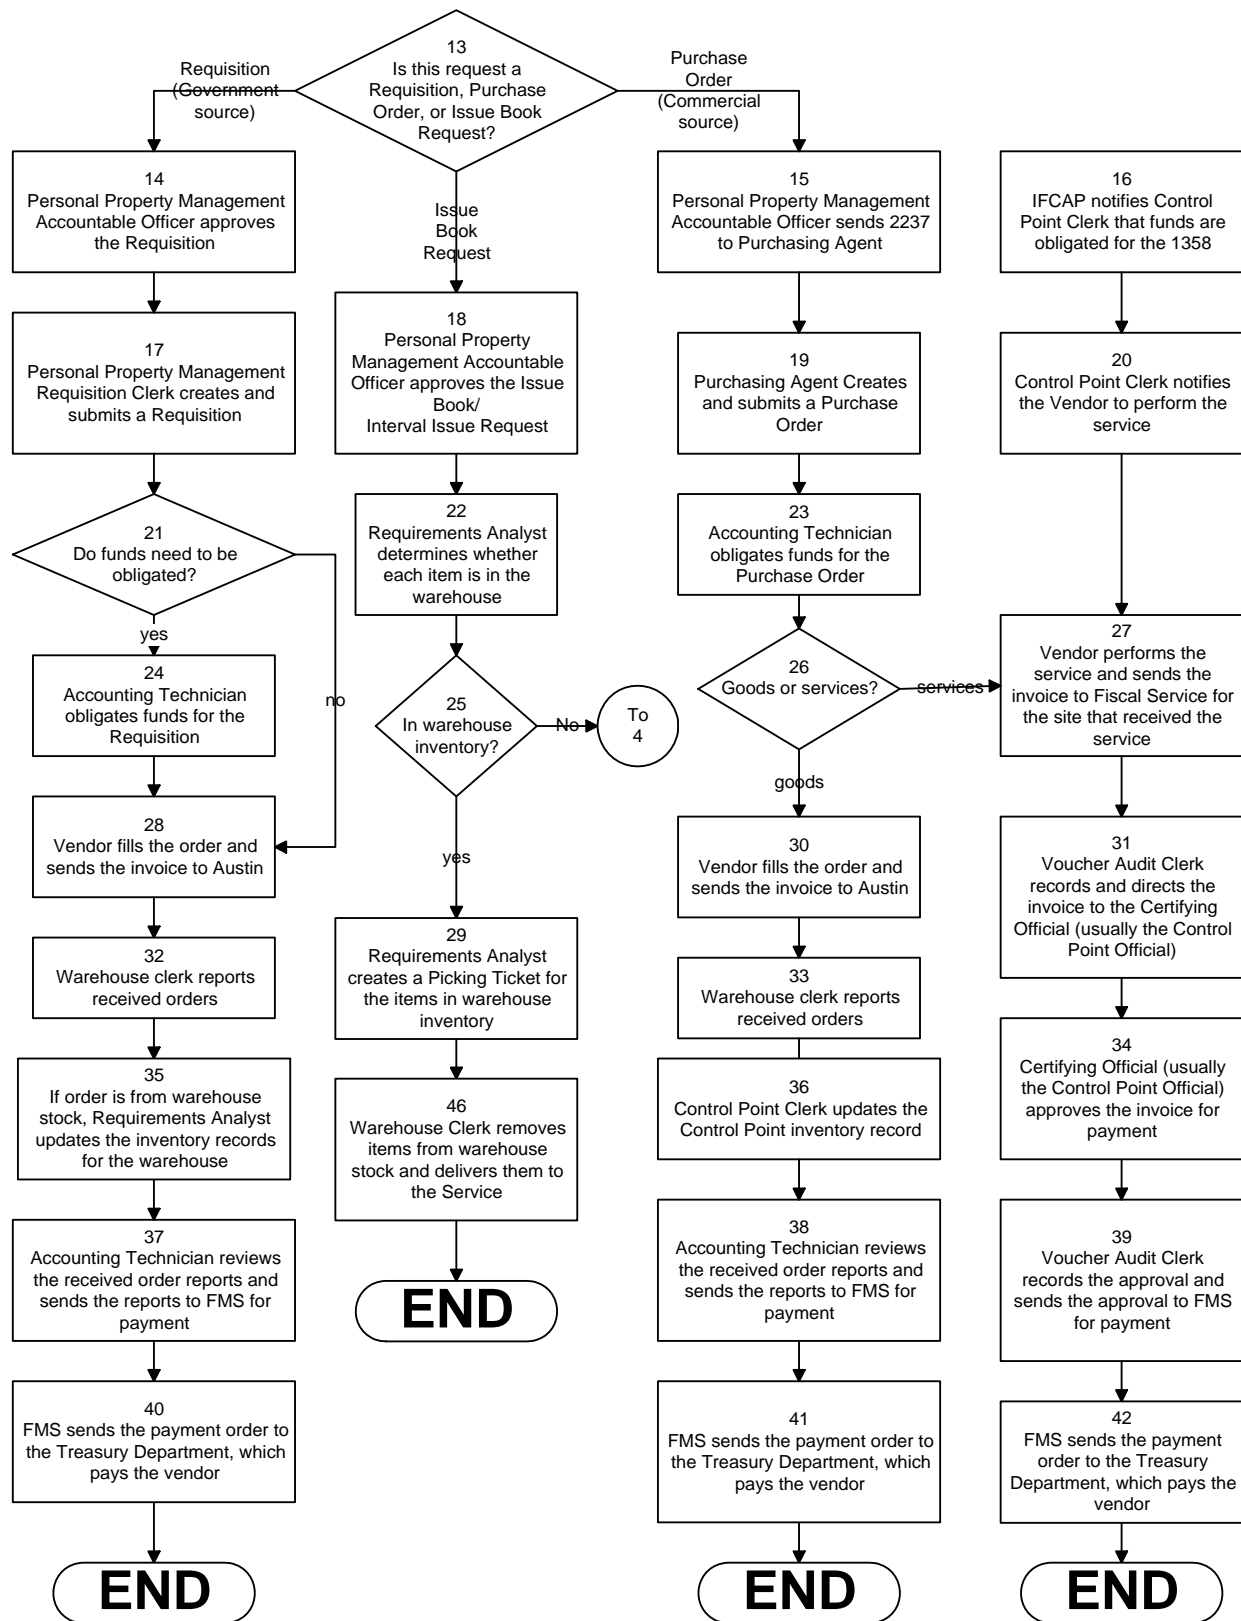 13
Is this request a
Requisition, Purchase
Order, or Issue Book
Request?
Requisition
(Government
source)
Purchase
Order
(Commercial
source)
Issue
Book
Request
14
Personal Property Management
Accountable Officer approves
the Requisition
15
Personal Property Management
Accountable Officer sends 2237
to Purchasing Agent
16
IFCAP notifies Control
Point Clerk that funds are
obligated for the 1358
17
Personal Property Management
Requisition Clerk creates and
submits a Requisition
18
Personal Property
Management Accountable
Officer approves the Issue
Book/
Interval Issue Request
19
Purchasing Agent Creates
and submits a Purchase
Order
20
Control Point Clerk notifies
the Vendor to perform the
service
21
Do funds need to be
obligated?
yes
no
22
Requirements Analyst
determines whether
each item is in the
warehouse
23
Accounting Technician
obligates funds for the
Purchase Order
24
Accounting Technician
obligates funds for the
Requisition
25
In warehouse
inventory?
No
To
4
yes
26
Goods or services?
services
goods
27
Vendor performs the
service and sends the
invoice to Fiscal Service for
the site that received the
service
28
Vendor fills the order and
sends the invoice to Austin
29
Requirements Analyst
creates a Picking Ticket for
the items in warehouse
inventory
30
Vendor fills the order and
sends the invoice to Austin
31
Voucher Audit Clerk
records and directs the
invoice to the Certifying
Official (usually the Control
Point Official)
32
Warehouse clerk reports
received orders
33
Warehouse clerk reports
received orders
34
Certifying Official (usually
the Control Point Official)
approves the invoice for
payment
35
If order is from warehouse
stock, Requirements Analyst
updates the inventory records
for the warehouse
46
Warehouse Clerk removes
items from warehouse
stock and delivers them to
the Service
36
Control Point Clerk updates the
Control Point inventory record
37
Accounting Technician reviews
the received order reports and
sends the reports to FMS for
payment
END
38
Accounting Technician reviews
the received order reports and
sends the reports to FMS for
payment
39
Voucher Audit Clerk
records the approval and
sends the approval to FMS
for payment
40
FMS sends the payment order to
the Treasury Department, which
pays the vendor
41
FMS sends the payment order to
the Treasury Department, which
pays the vendor
42
FMS sends the payment
order to the Treasury
Department, which pays the
vendor
END
END
END